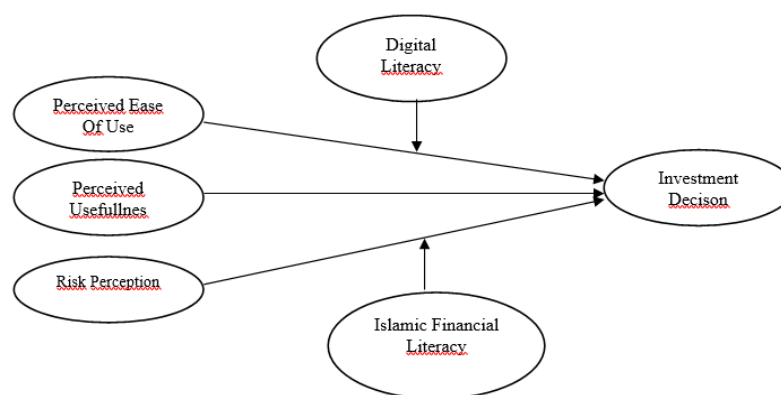 Digital
Literacy
Perceived Ease
Of Use
Perceived
Usefullnes
Investment
Decison
Risk Perception
Islamic Financial
Literacy